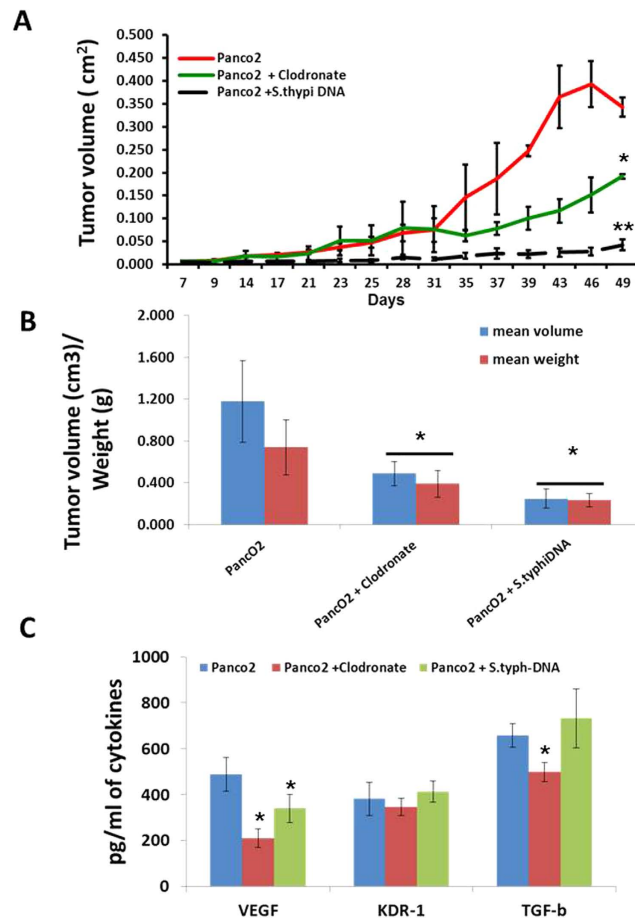 A
Panco2
Panco2 + Clodronate
Panco2 +S.thypi DNA
Tumor volume ( cm²)
0.500
0.450
0.400
0.350
0.300
0.250
0.200
0.150
0.100
0.050
0.000
*
**
7 9 14 17 21 23 25 28 31 35 37 39 43 46 49
Days
B
Tumor volume (cm3)/
Weight (g)
2.000
1.600
1.200
0.800
0.400
0.000
mean volume
mean weight
*
*
PancO2
PancO2 + Clodronate
PancO2 + S.typhiDNA
C
pg/ml of cytokines
1000
800
600
400
200
0
Panco2 Panco2 +Clodronate Panco2 + S.typh-DNA
*
*
*
VEGF KDR-1 TGF-b